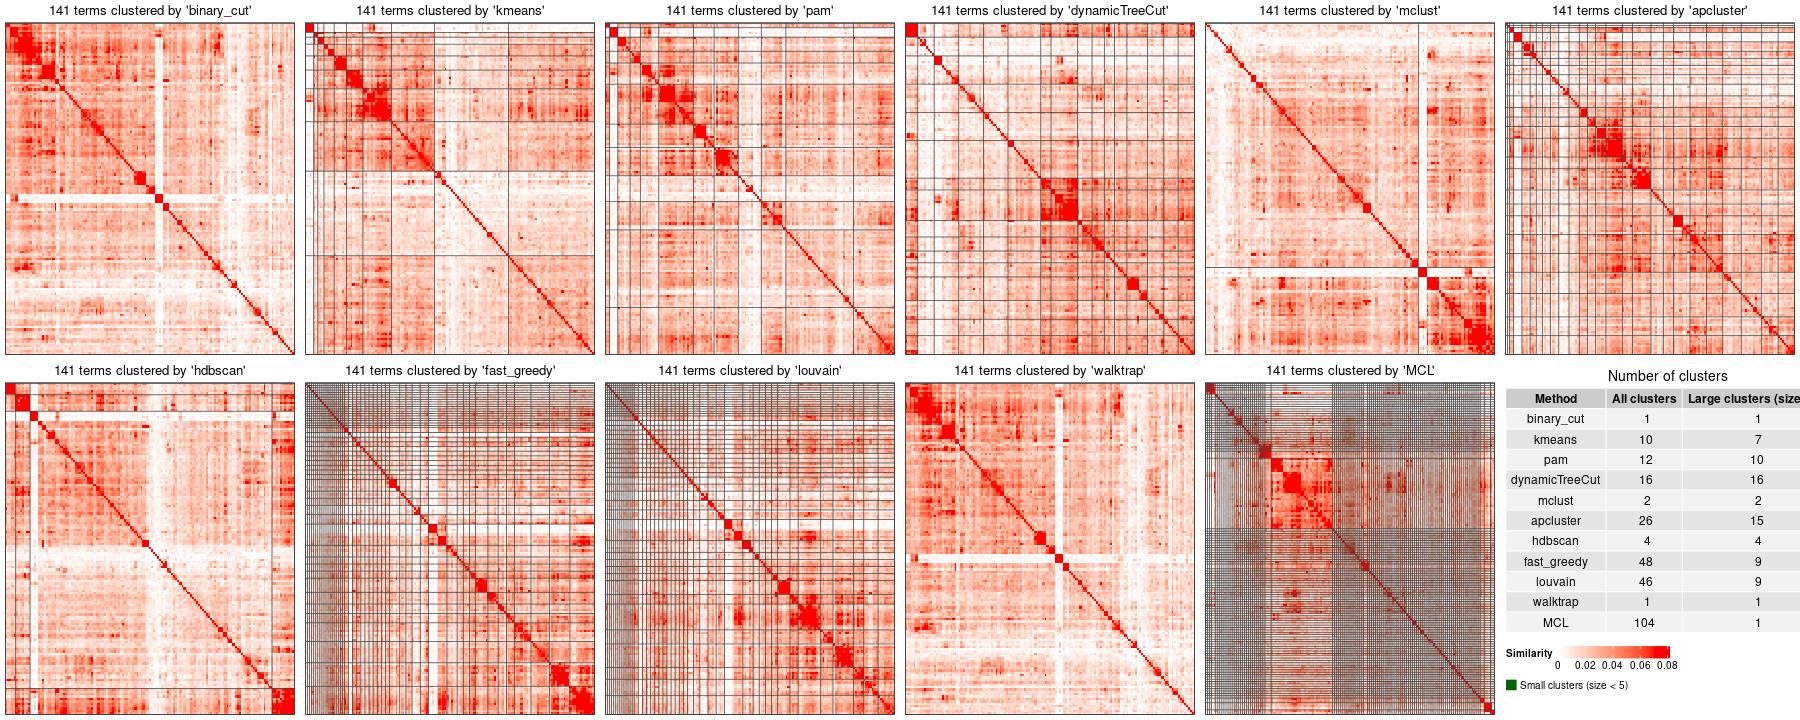 141 terms clustered by 'binary_cut'
141 terms clustered by 'kmeans'
141 terms clustered by 'pam'
141 terms clustered by 'dynamicTreeCut'
141 terms clustered by 'mclust'
141 terms clustered by 'apcluster'
141 terms clustered by 'hdbscan'
141 terms clustered by 'fast_greedy'
141 terms clustered by 'louvain'
141 terms clustered by 'walktrap'
141 terms clustered by 'MCL'
Number of clusters
Method All clusters Large clusters (size
binary_cut 1 1
kmeans 10 7
pam 12 10
dynamicTreeCut 16 16
mclust 2 2
apcluster 26 15
hdbscan 4 4
fast_greedy 48 9
louvain 46 9
walktrap 1 1
MCL 104 1
Similarity
0 0.02 0.04 0.06 0.08
Small clusters (size < 5)